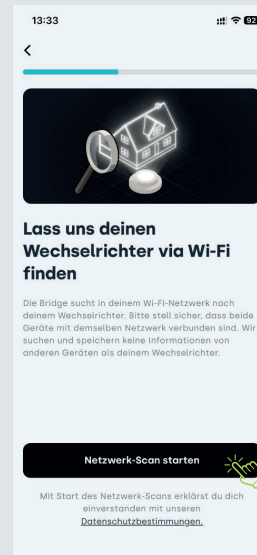 13:33
92
Lass uns deinen
Wechselrichter via Wi-Fi
finden
Die Bridge sucht in deinem Wi-Fi-Netzwerk nach
deinem Wechselrichter. Bitte stell sicher, dass beide
Geräte mit demselben Netzwerk verbunden sind. Wir
suchen und speichern keine Informationen von
anderen Geräten als deinem Wechselrichter.
Netzwerk-Scan starten
Mit Start des Netzwerk-Scans erklärst du dich
einverstanden mit unseren
Datenschutzbestimmungen.